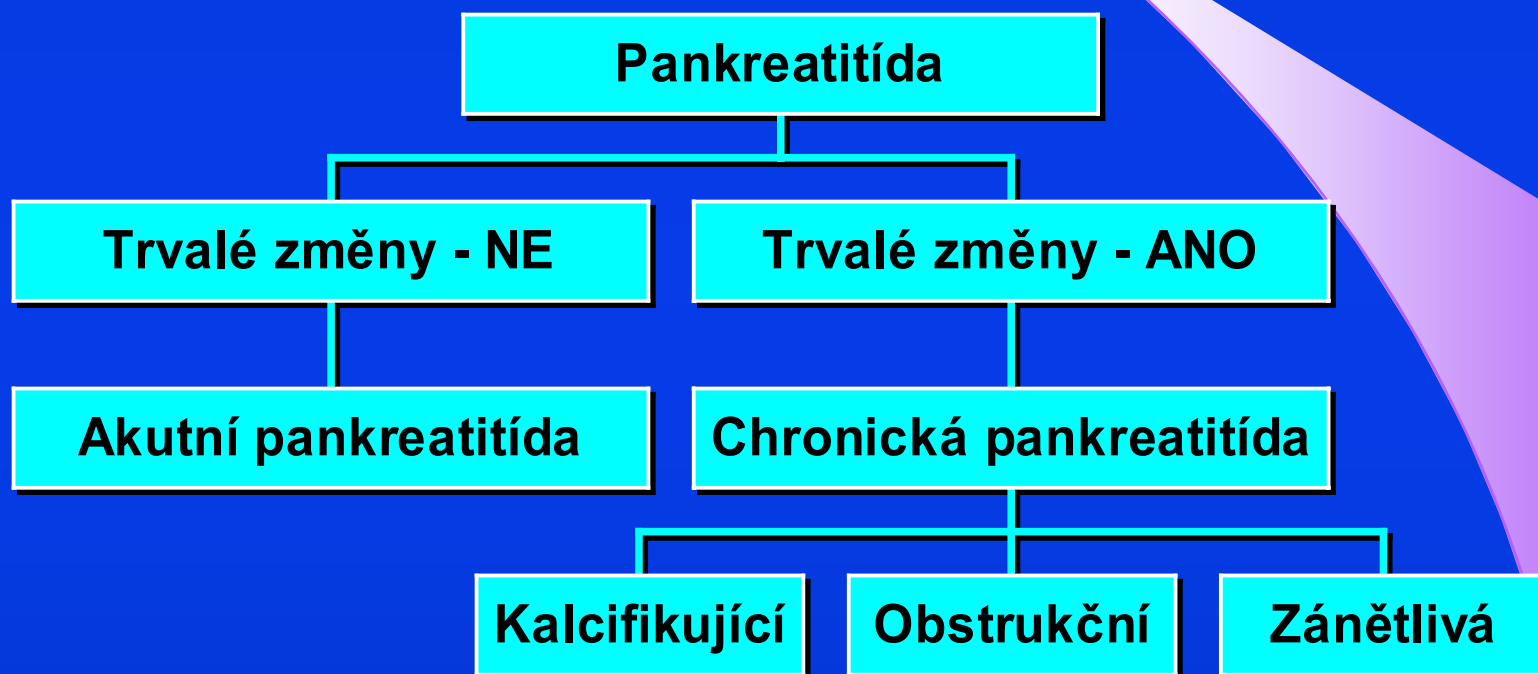 Pankreatitída
Trvalé změny - NE
Trvalé změny - ANO
Akutní pankreatitída
Chronická pankreatitída
Kalcifikující
Obstrukční
Zánětlivá